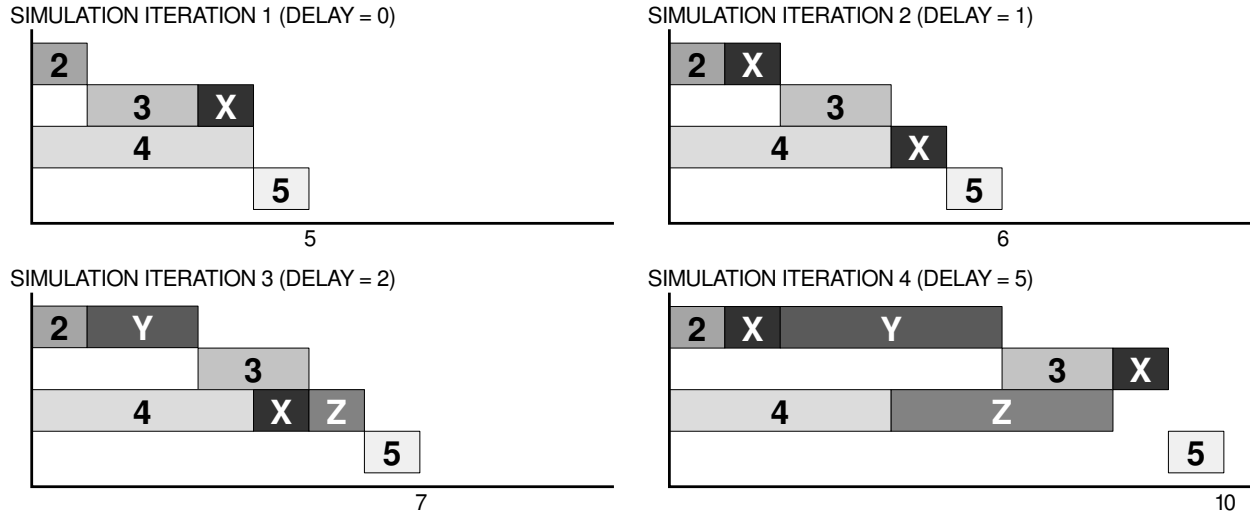 SIMULATION ITERATION 1 (DELAY = 0)
2
3 X
4
5
5
SIMULATION ITERATION 2 (DELAY = 1)
2 X
3
4 X
5
6
SIMULATION ITERATION 3 (DELAY = 2)
2 Y
3
4 X Z
5
7
SIMULATION ITERATION 4 (DELAY = 5)
2 X Y
3 X
4 Z
5
10